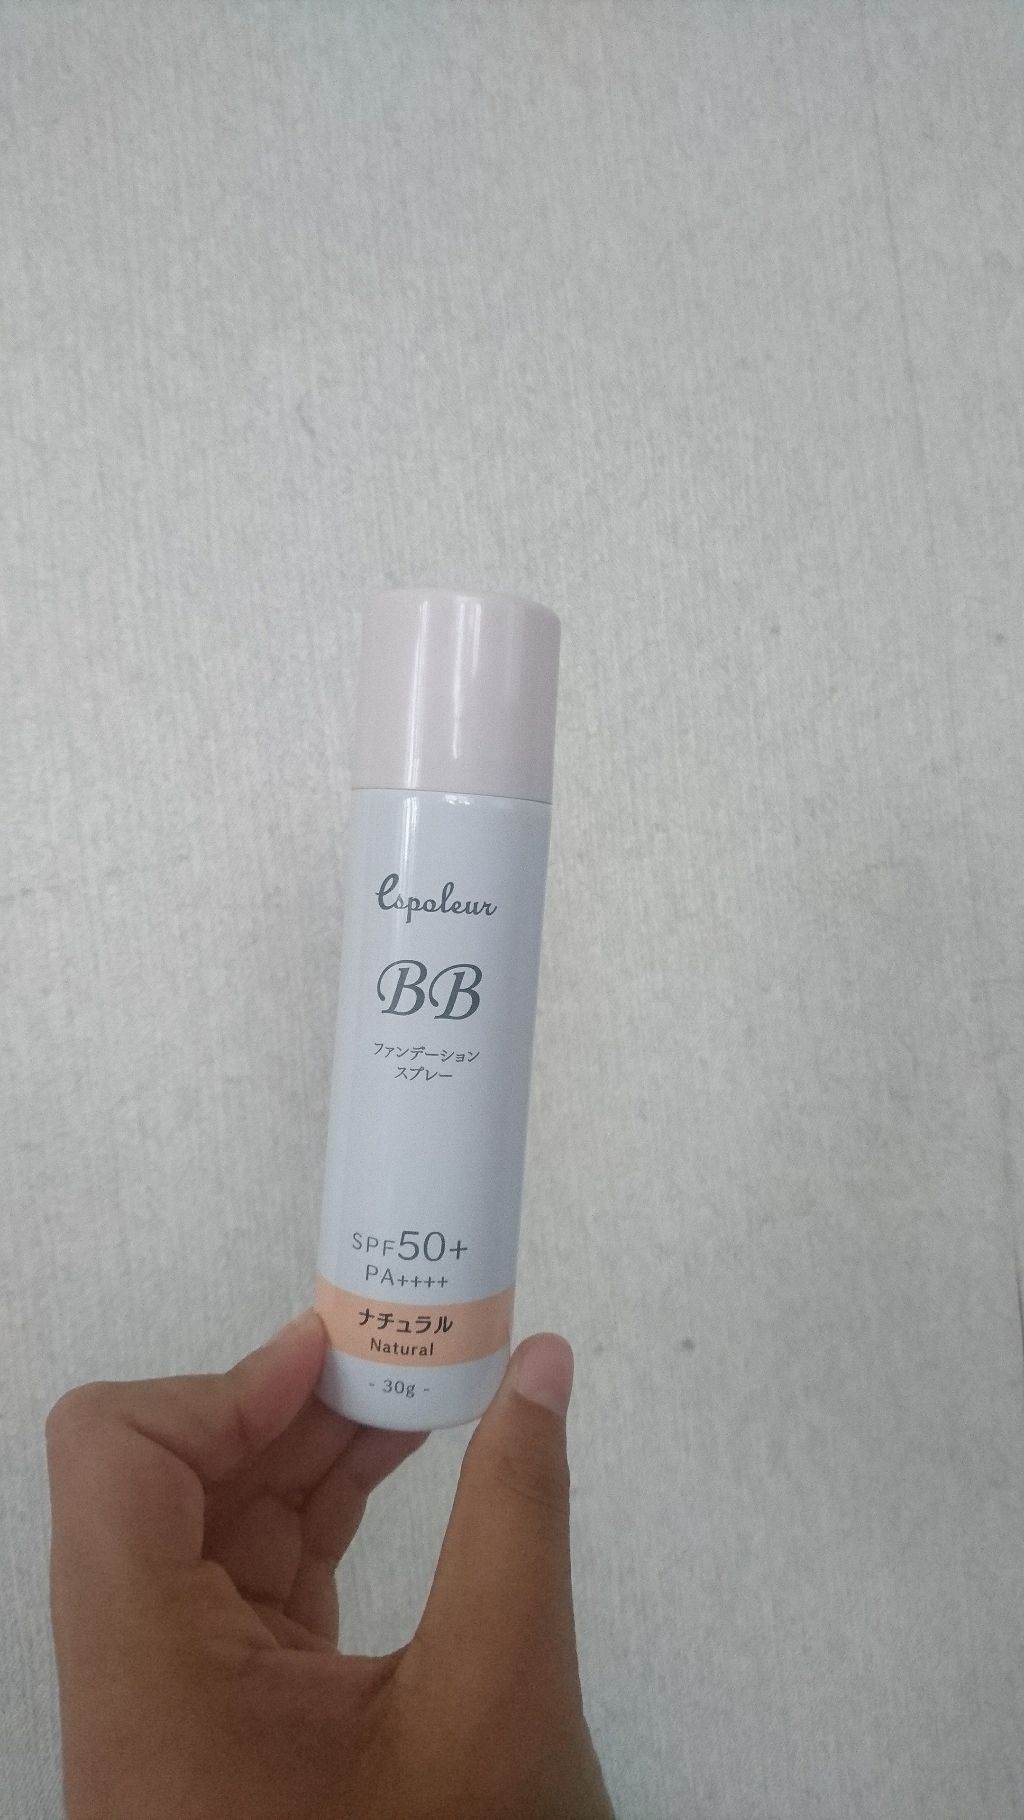 Espoleur
BB
ファンデーション
スプレー
SPF50+
PA++++
ナチュラル
Natural
- 30g -